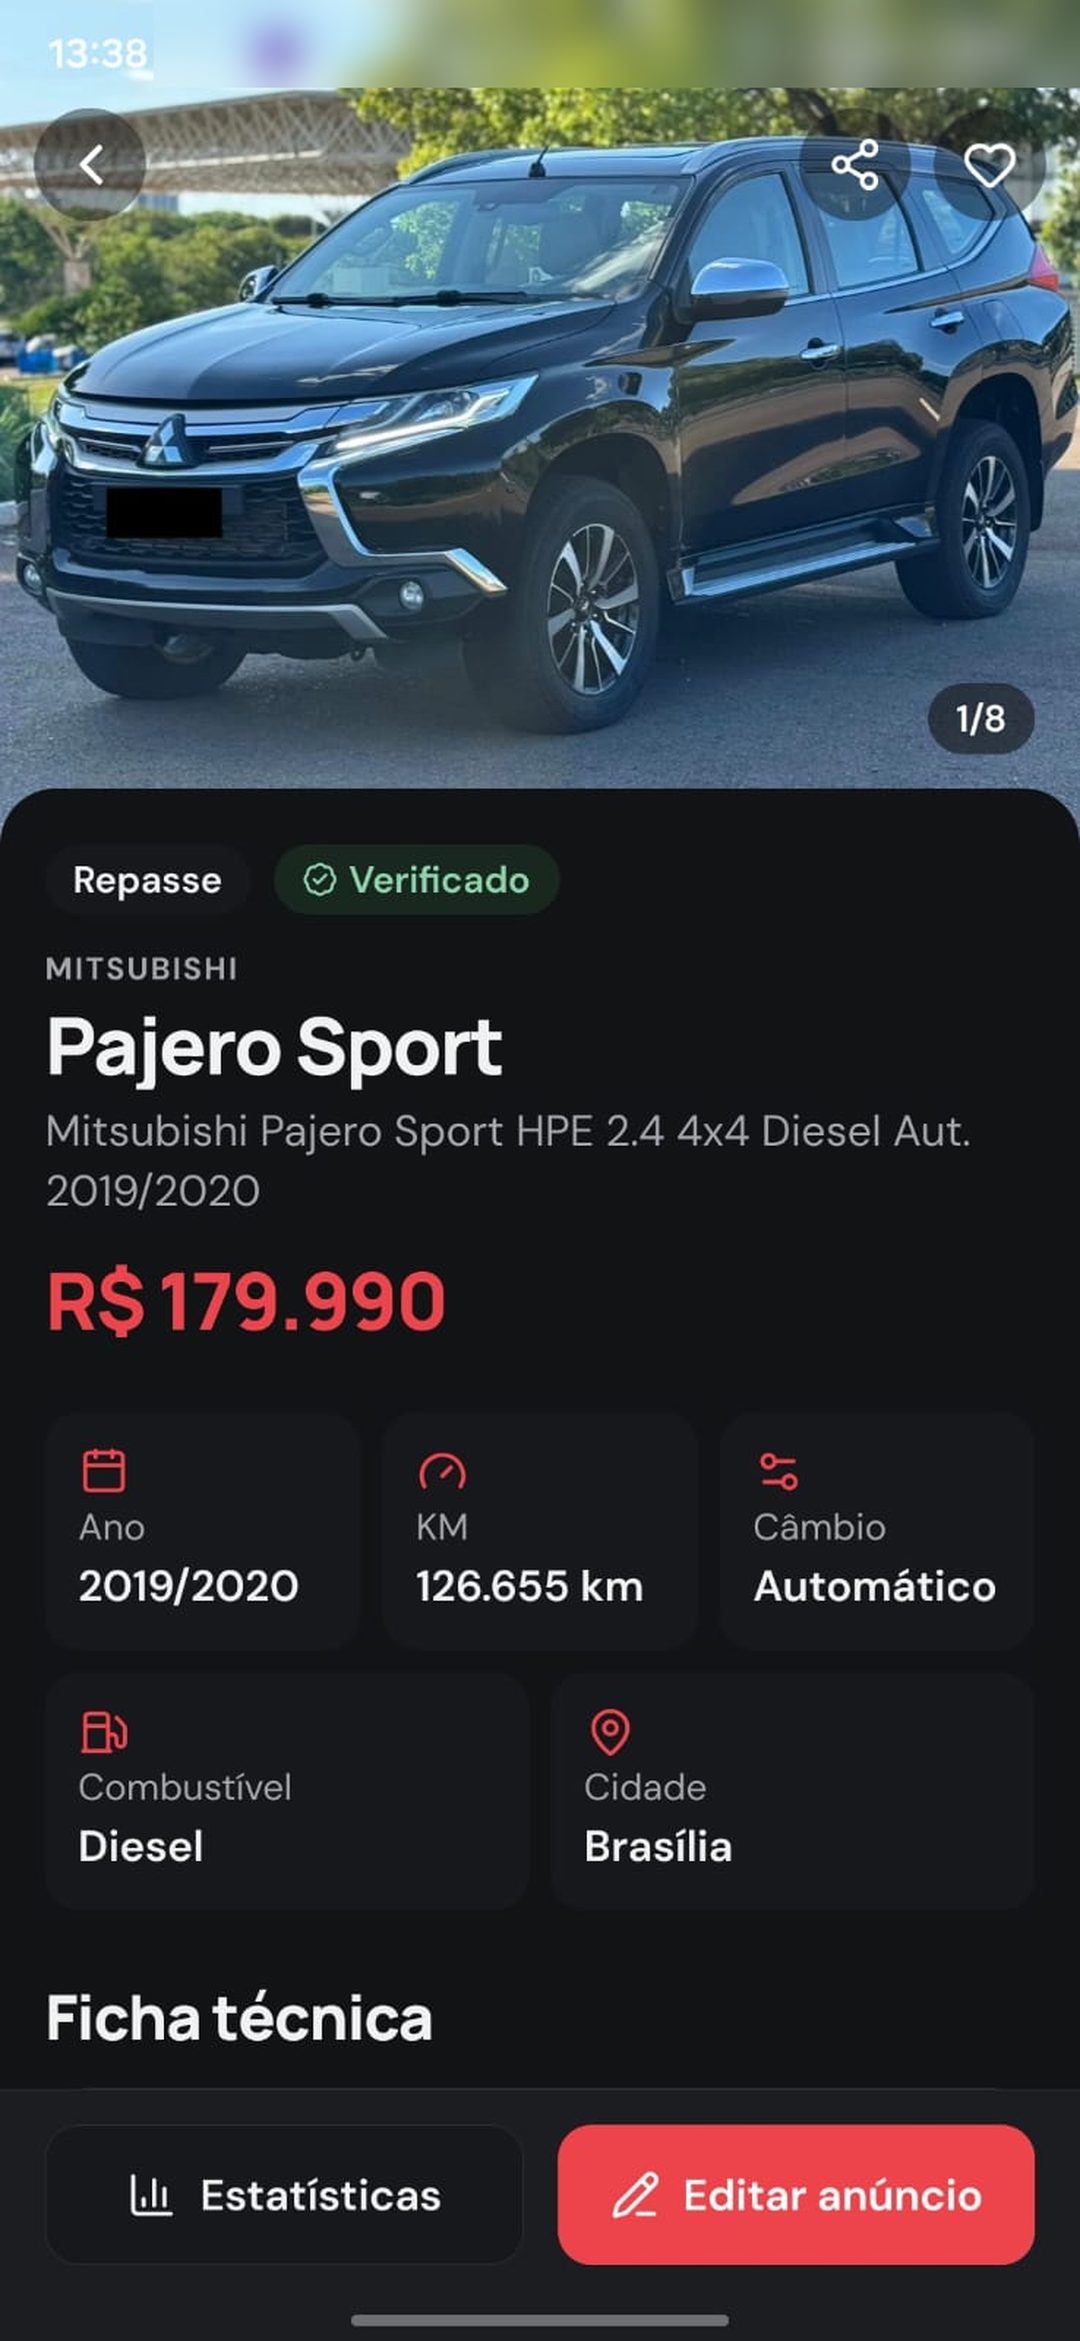 13:38
1/8
Repasse
Verificado
MITSUBISHI
Pajero Sport
Mitsubishi Pajero Sport HPE 2.4 4x4 Diesel Aut.
2019/2020
R$ 179.990
Ano
2019/2020
KM
126.655 km
Câmbio
Automático
Combustível
Diesel
Cidade
Brasília
Ficha técnica
Estatísticas
Editar anúncio